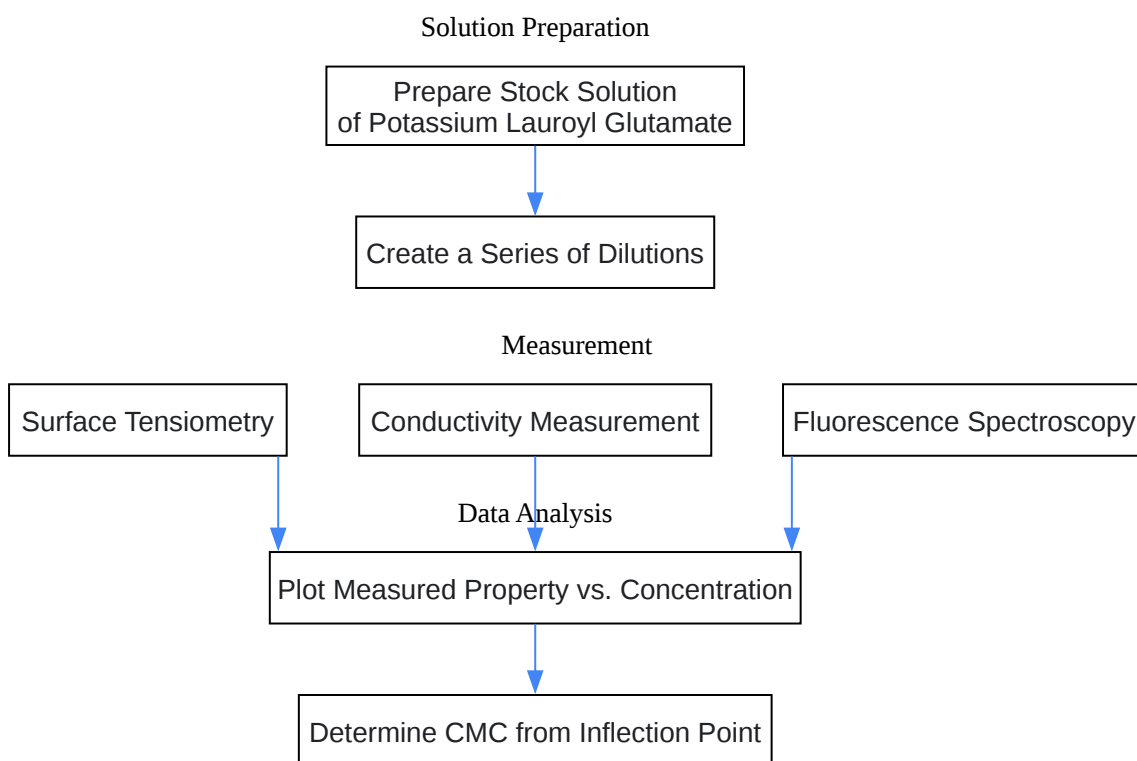 Solution Preparation
Prepare Stock Solution
of Potassium Lauroyl Glutamate
Create a Series of Dilutions
Measurement
Surface Tensiometry
Conductivity Measurement
Fluorescence Spectroscopy
Data Analysis
Plot Measured Property vs. Concentration
Determine CMC from Inflection Point